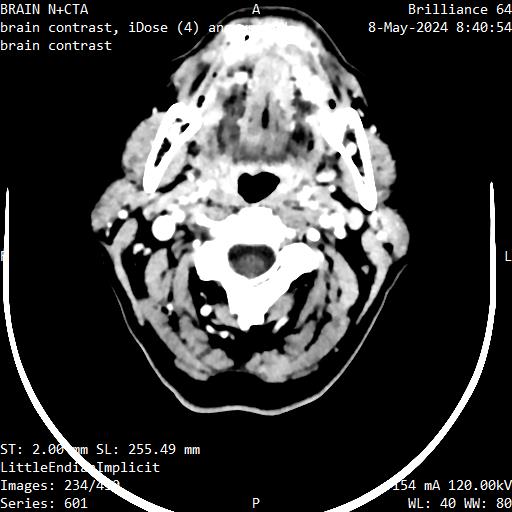 BRAIN N+CTA
A
Brilliance 64
brain contrast, iDose (4) an
8-May-2024 8:40:54
brain contrast
L
ST: 2.00 mm SL: 255.49 mm
LittleEndianImplicit
Images: 234/4
154 mA 120.00kV
Series: 601
P
WL: 40 WW: 80